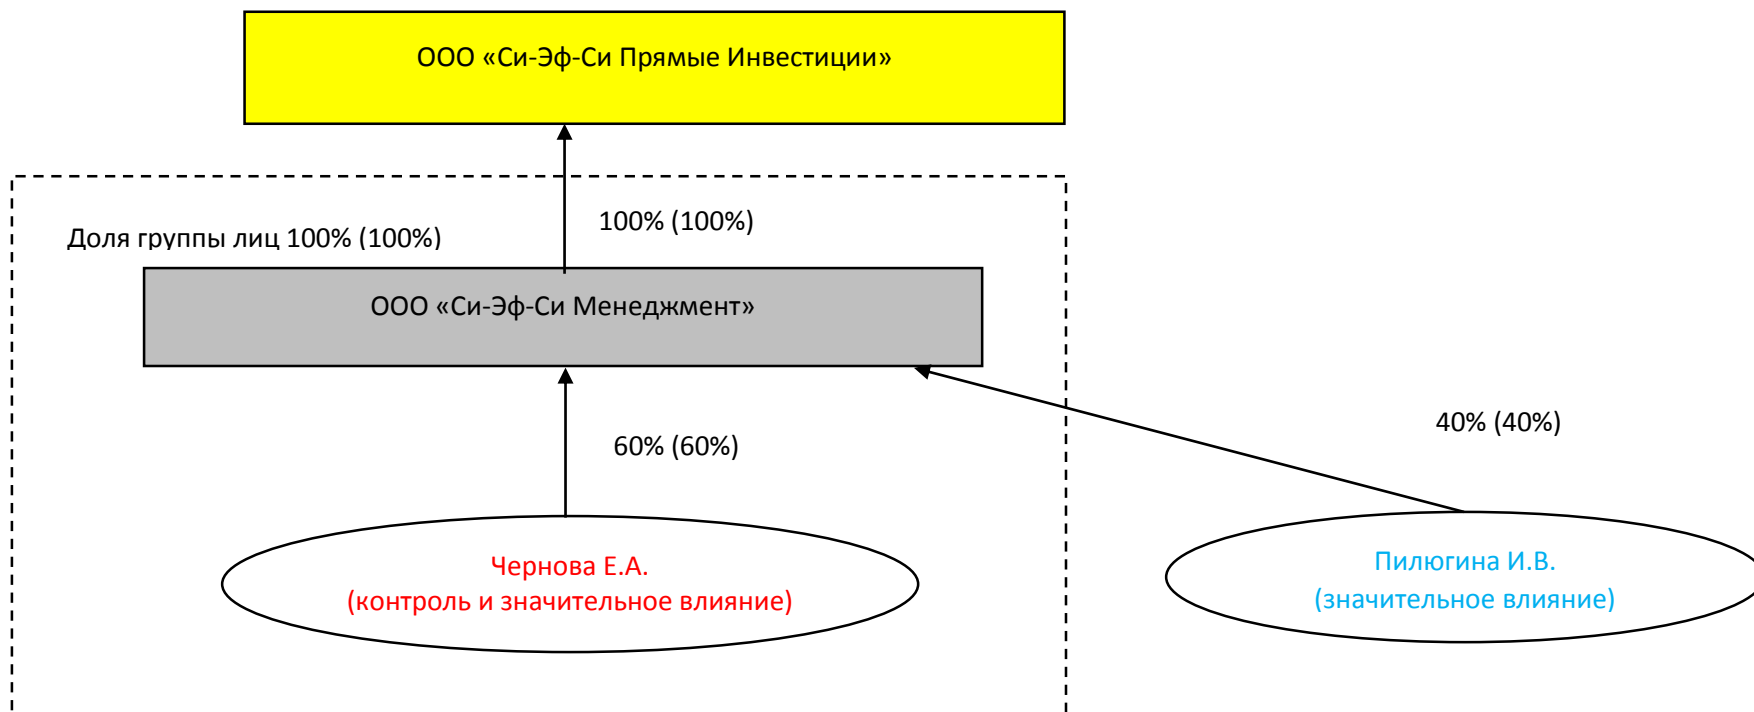 ООО «Си-Эф-Си Прямые Инвестиции»
100% (100%)
Доля группы лиц 100% (100%)
ООО «Си-Эф-Си Менеджмент»
60% (60%)
40% (40%)
Чернова Е.А.
(контроль и значительное влияние)
Пилюгина И.В.
(значительное влияние)